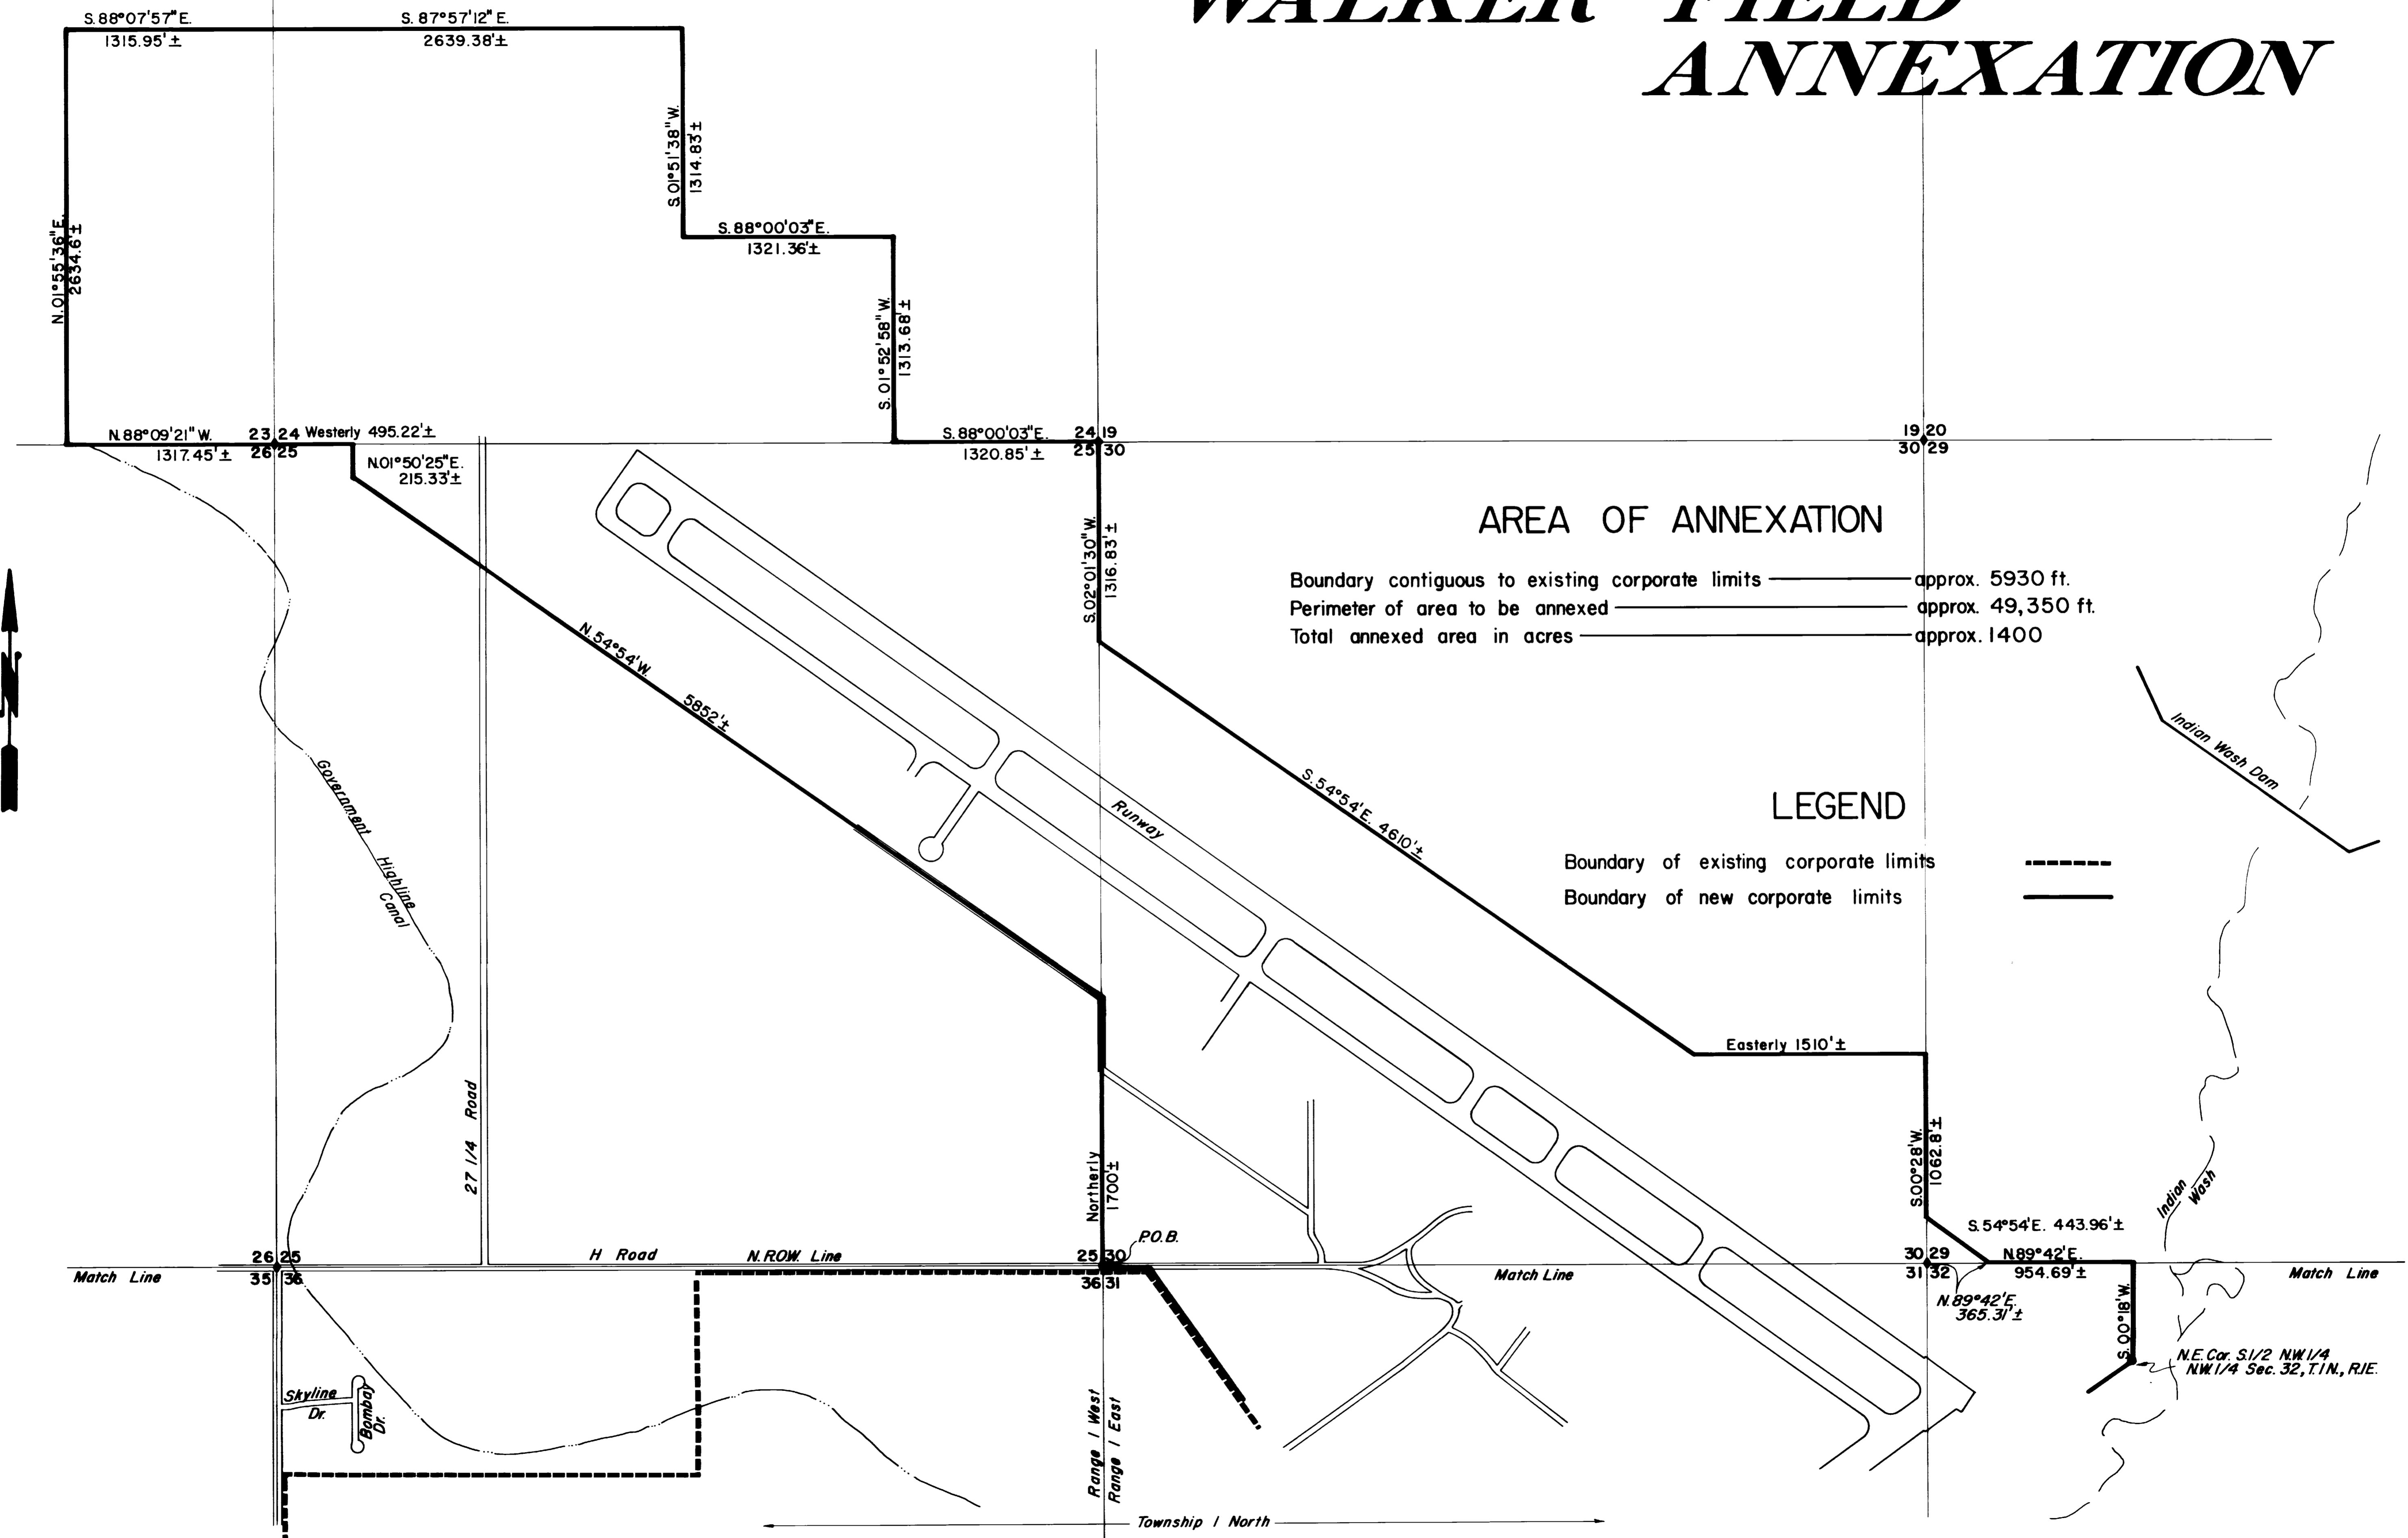 WALKER FIELD
ANNEXATION
S. 88°07'57" E.
1315.95' ±
S. 87°57'12" E.
2639.38' ±
S. 01°51'38" W.
1314.83' ±
N. 01°55'36" E.
2634.6' ±
S. 88°00'03" E.
1321.36' ±
S. 01°52'58" W.
1313.68' ±
N. 88°09'21" W.
1317.45' ±
23 24
26 25
Westerly 495.22' ±
N.01°50'25" E.
215.33' ±
S. 88°00'03" E.
1320.85' ±
24 19
25 30
19 20
30 29
S. 02°01'30" W.
1316.83' ±
AREA OF ANNEXATION
Boundary contiguous to existing corporate limits approx. 5930 ft.
Perimeter of area to be annexed approx. 49,350 ft.
Total annexed area in acres approx. 1400
N
N. 54°54' W. 5852' ±
Government Highline
Canal
Runway
S. 54°54' E. 4610' ±
Indian Wash Dam
LEGEND
Boundary of existing corporate limits
Boundary of new corporate limits
Easterly 1510' ±
27 1/4 Road
Northerly
1700' ±
S. 00°28' W.
1062.8' ±
Indian
Wash
S. 54°54' E. 443.96' ±
P.O.B.
26 25
35 36
H Road N. ROW. Line
25 30
36 31
30 29
31 32
N. 89°42' E.
954.69' ±
Match Line
Match Line
Match Line
N. 89°42' E.
365.31' ±
S. 00°18' W.
N.E. Cor. S.1/2 N.W.1/4
N.W. 1/4 Sec. 32, T.1N., R.1E.
Skyline
Dr.
Bombay
Dr.
Range 1 West
Range 1 East
Township 1 North